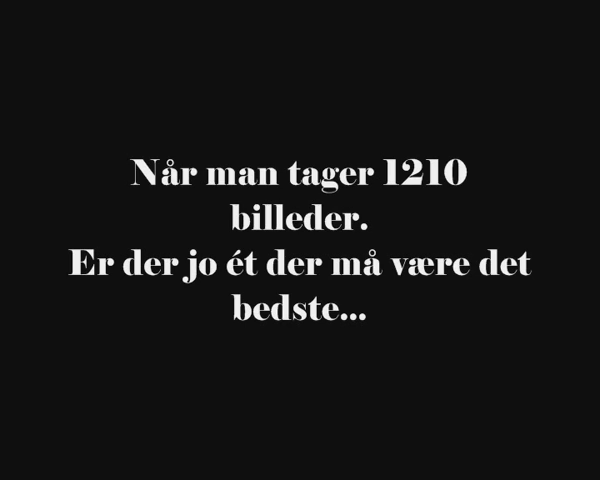 Når man tager 1210
billeder.
Er der jo ét der må være det
bedste...